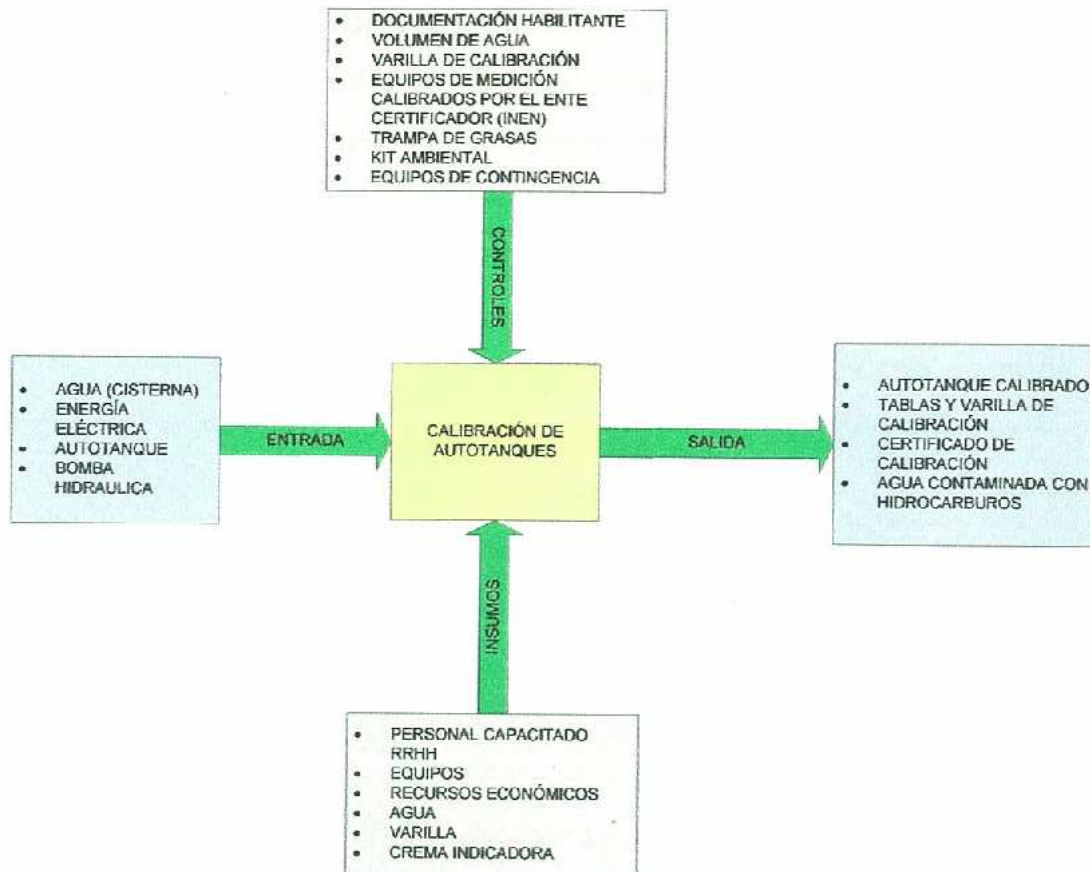 DOCUMENTACIÓN HABILITANTE
VOLUMEN DE AGUA
VARILLA DE CALIBRACIÓN
EQUIPOS DE MEDICIÓN
CALIBRADOS POR EL ENTE
CERTIFICADOR (INEN)
TRAMPA DE GRASAS
KIT AMBIENTAL
EQUIPOS DE CONTINGENCIA
CONTROLES
AGUA (CISTERNA)
ENERGÍA
ELÉCTRICA
AUTOTANQUE
BOMBA
HIDRAULICA
ENTRADA
CALIBRACIÓN DE
AUTOTANQUES
SALIDA
AUTOTANQUE CALIBRADO
TABLAS Y VARILLA DE
CALIBRACIÓN
CERTIFICADO DE
CALIBRACIÓN
AGUA CONTAMINADA CON
HIDROCARBUROS
INSUMOS
PERSONAL CAPACITADO
RRHH
EQUIPOS
RECURSOS ECONÓMICOS
AGUA
VARILLA
CREMA INDICADORA